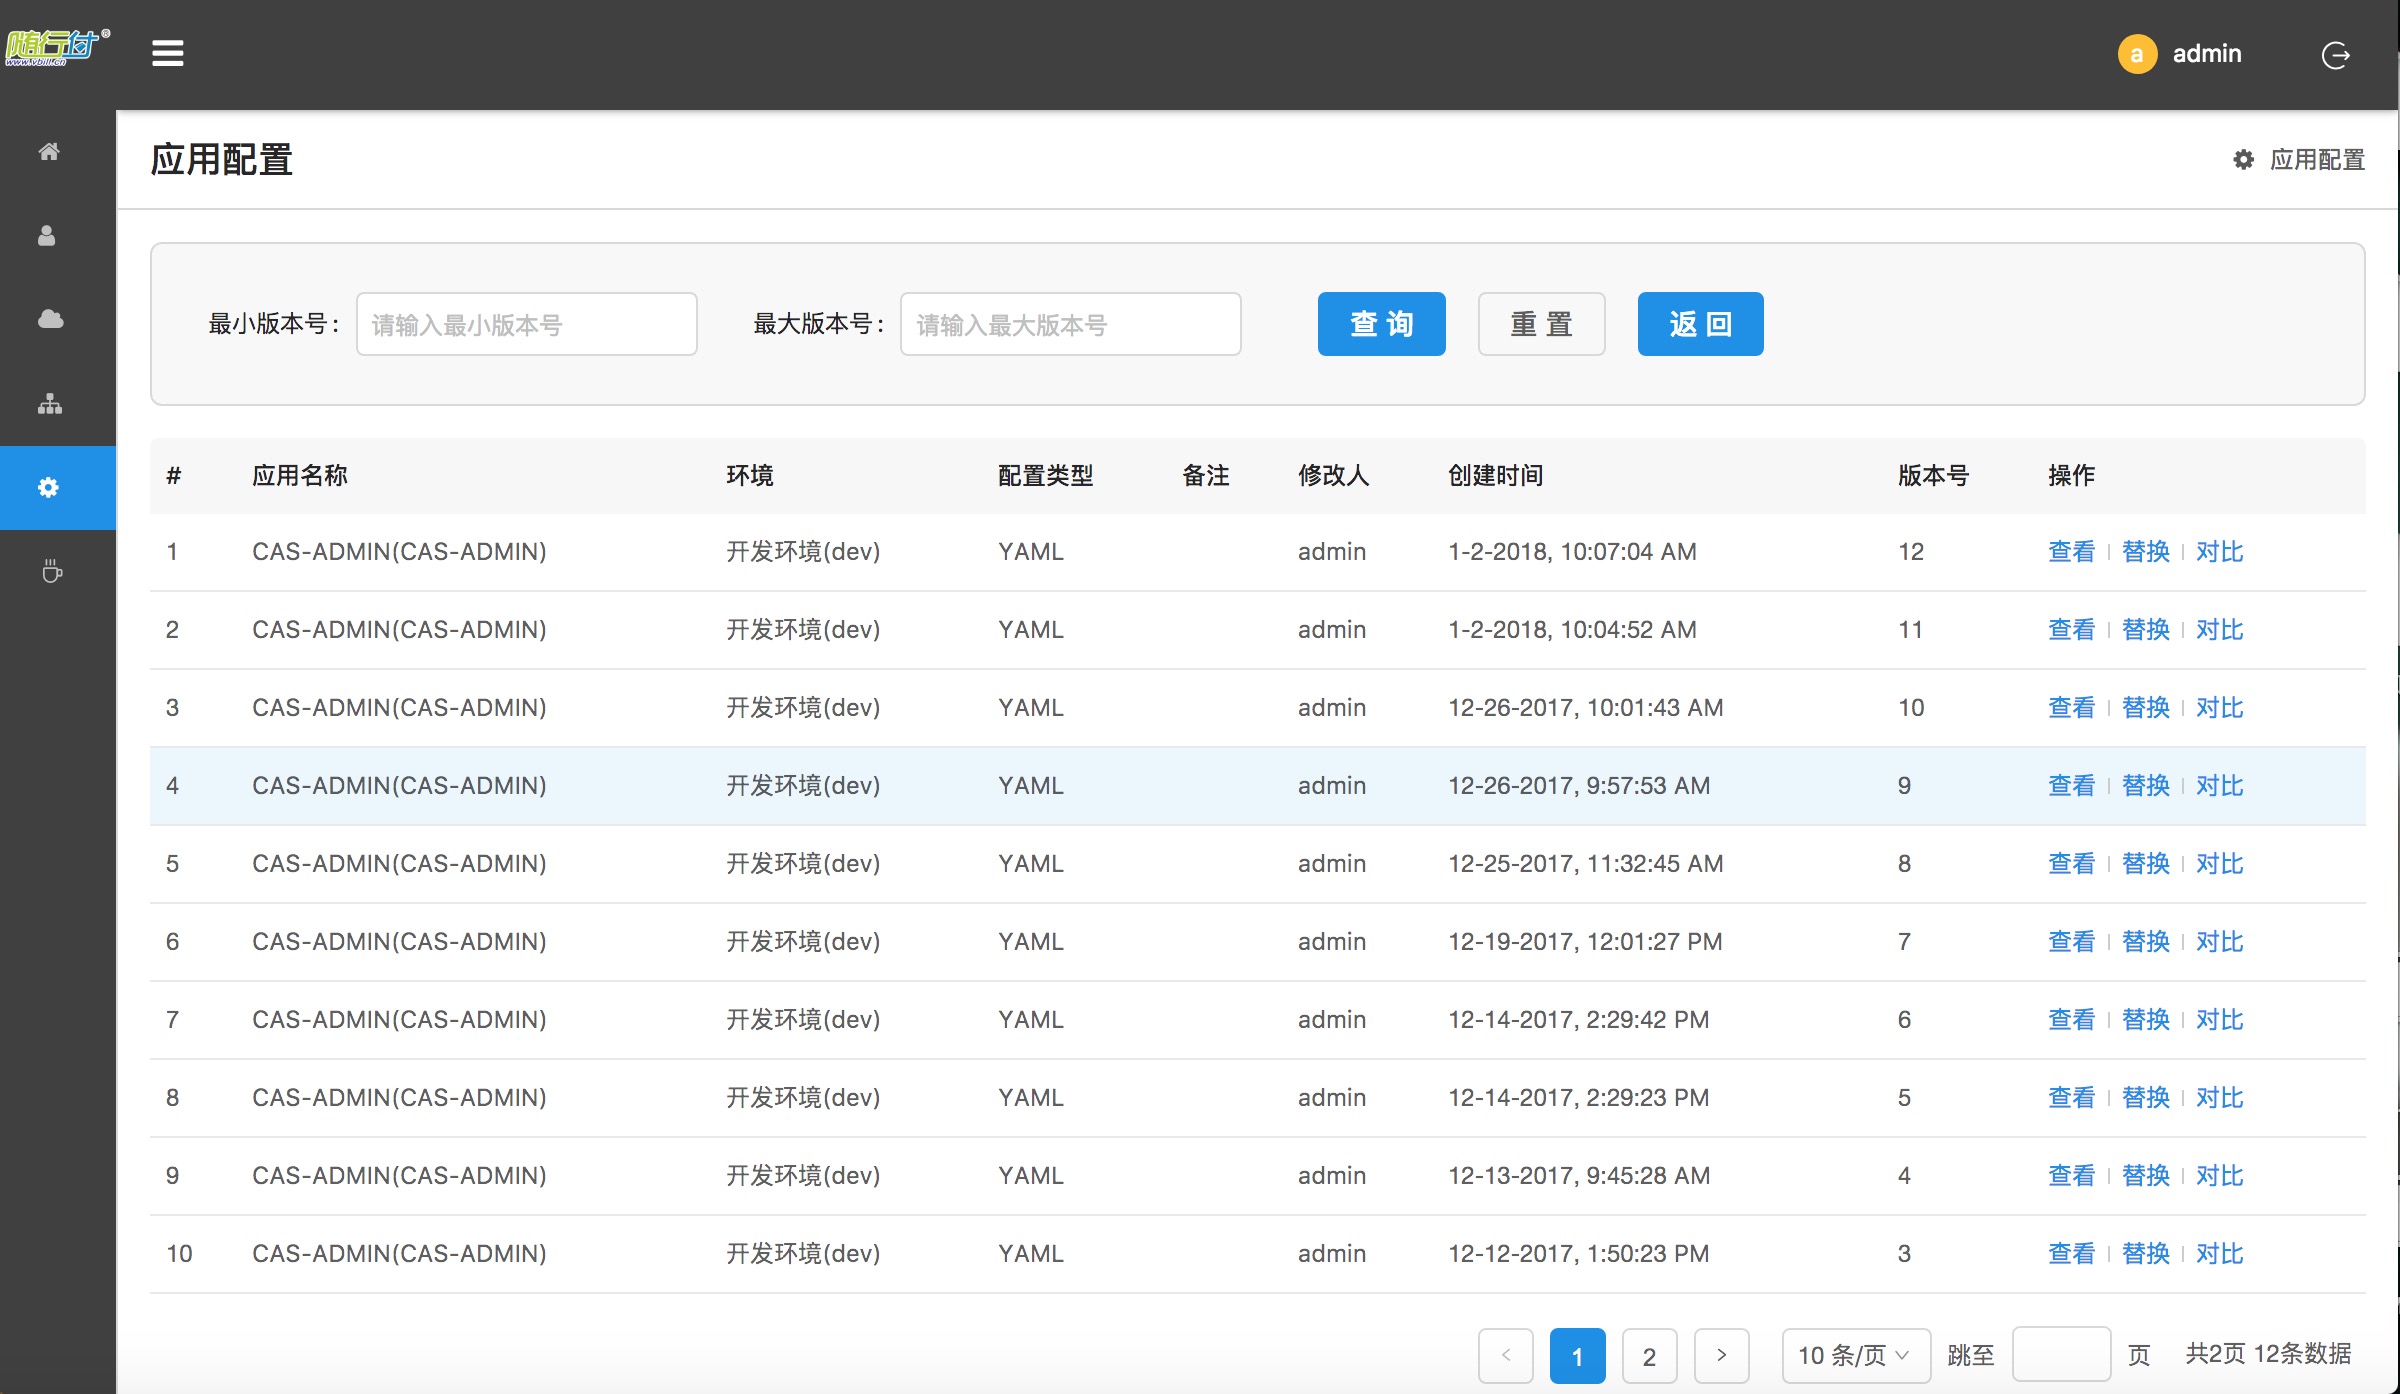 随行付®
www.vbill.cn
a admin
应用配置
应用配置
最小版本号： 请输入最小版本号 最大版本号： 请输入最大版本号 查 询 重 置 返 回
# 应用名称 环境 配置类型 备注 修改人 创建时间 版本号 操作
1 CAS-ADMIN(CAS-ADMIN) 开发环境(dev) YAML admin 1-2-2018, 10:07:04 AM 12 查看 替换 对比
2 CAS-ADMIN(CAS-ADMIN) 开发环境(dev) YAML admin 1-2-2018, 10:04:52 AM 11 查看 替换 对比
3 CAS-ADMIN(CAS-ADMIN) 开发环境(dev) YAML admin 12-26-2017, 10:01:43 AM 10 查看 替换 对比
4 CAS-ADMIN(CAS-ADMIN) 开发环境(dev) YAML admin 12-26-2017, 9:57:53 AM 9 查看 替换 对比
5 CAS-ADMIN(CAS-ADMIN) 开发环境(dev) YAML admin 12-25-2017, 11:32:45 AM 8 查看 替换 对比
6 CAS-ADMIN(CAS-ADMIN) 开发环境(dev) YAML admin 12-19-2017, 12:01:27 PM 7 查看 替换 对比
7 CAS-ADMIN(CAS-ADMIN) 开发环境(dev) YAML admin 12-14-2017, 2:29:42 PM 6 查看 替换 对比
8 CAS-ADMIN(CAS-ADMIN) 开发环境(dev) YAML admin 12-14-2017, 2:29:23 PM 5 查看 替换 对比
9 CAS-ADMIN(CAS-ADMIN) 开发环境(dev) YAML admin 12-13-2017, 9:45:28 AM 4 查看 替换 对比
10 CAS-ADMIN(CAS-ADMIN) 开发环境(dev) YAML admin 12-12-2017, 1:50:23 PM 3 查看 替换 对比
< 1 2 > 10 条/页 跳至 页 共2页 12条数据